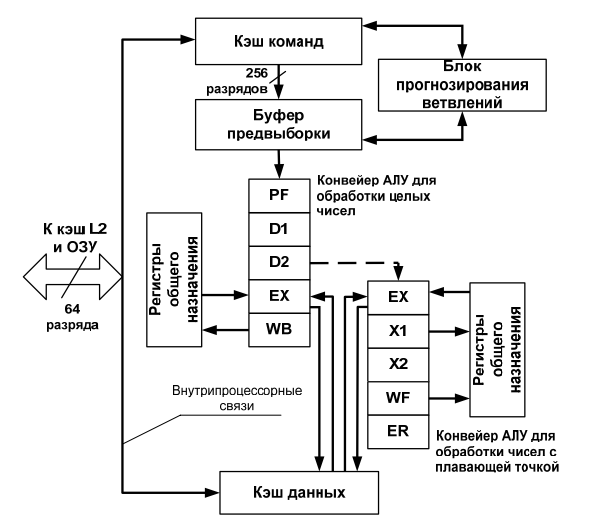 Кэш команд
256
разрядов
Блок
прогнозирования
ветвлений
Буфер
предвыборки
Конвейер АЛУ для
обработки целых
чисел
PF
D1
D2
EX
WB
К кэш L2
и ОЗУ
64
разряда
Регистры
общего
назначения
EX
X1
X2
WF
ER
Регистры
общего
назначения
Внутрипроцессорные
связи
Конвейер АЛУ для
обработки чисел с
плавающей точкой
Кэш данных